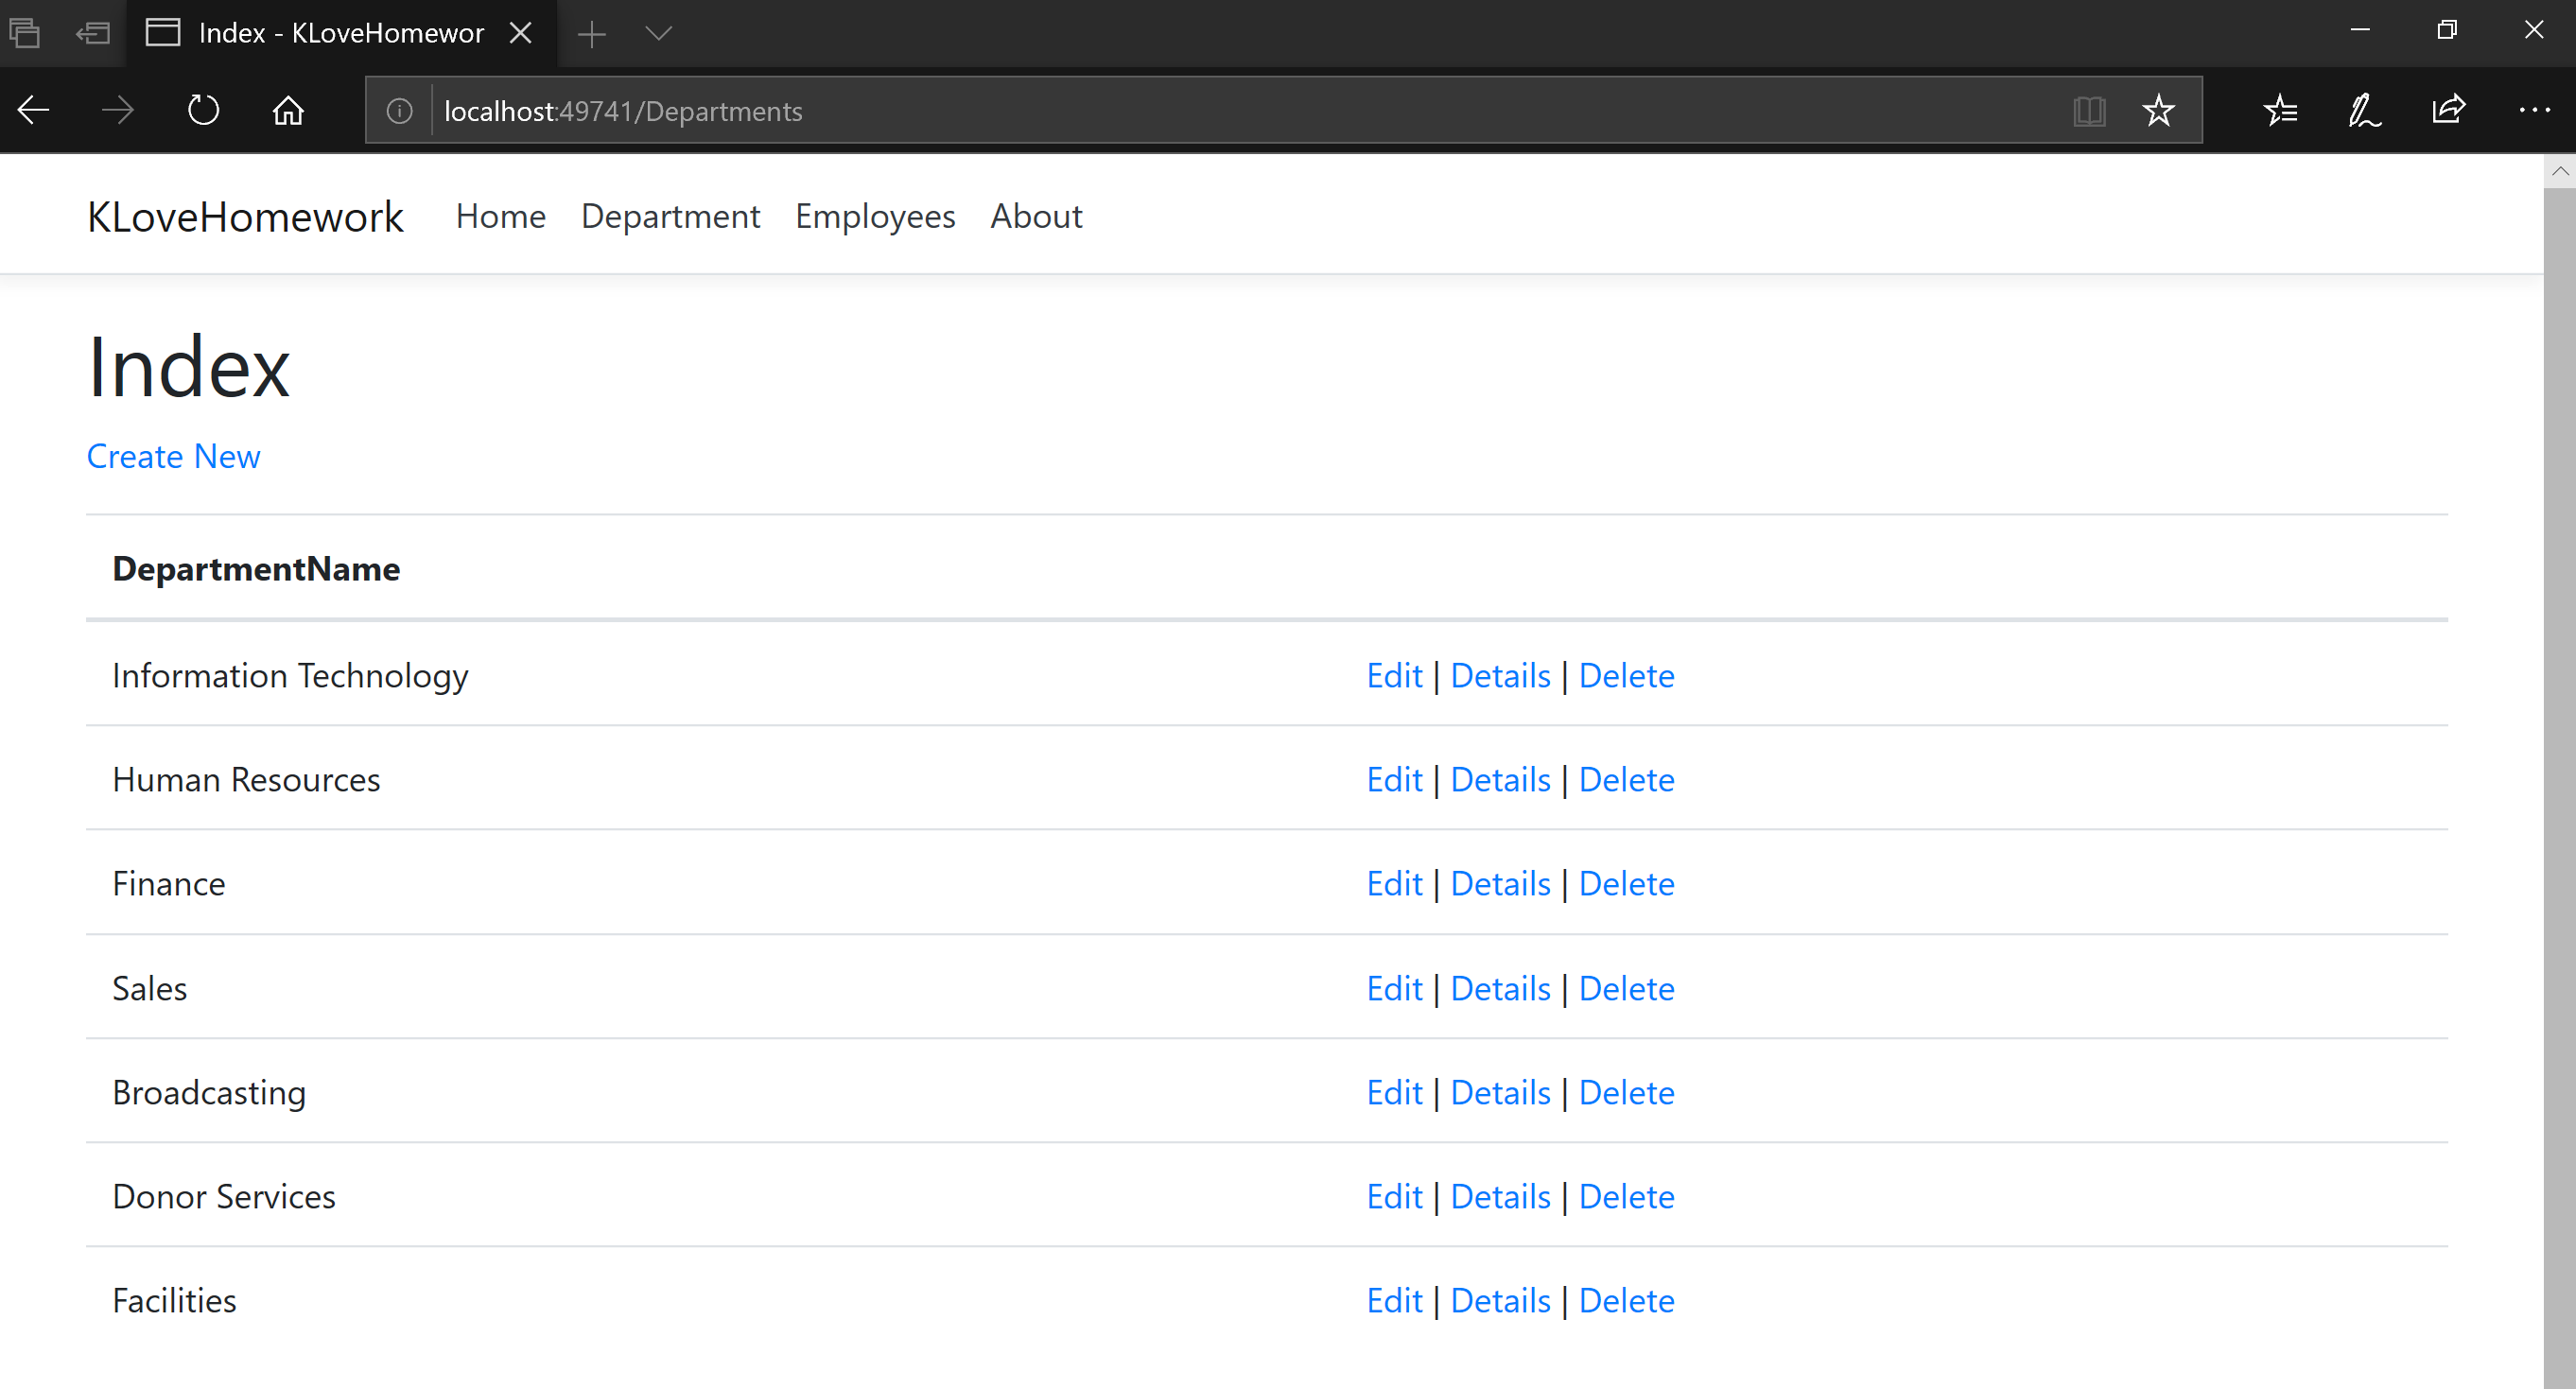 Index - KLoveHomewor
localhost:49741/Departments
KLoveHomework Home Department Employees About
Index
Create New
DepartmentName
Information Technology Edit | Details | Delete
Human Resources Edit | Details | Delete
Finance Edit | Details | Delete
Sales Edit | Details | Delete
Broadcasting Edit | Details | Delete
Donor Services Edit | Details | Delete
Facilities Edit | Details | Delete